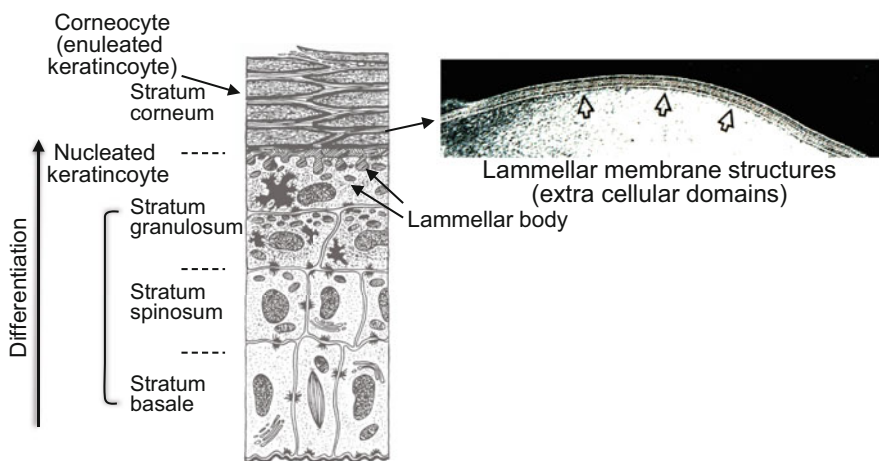 Corneocyte
(enuleated
keratincoyte)
Stratum
corneum
Nucleated
keratincoyte
Stratum
granulosum
Stratum
spinosum
Stratum
basale
Differentiation
Lammellar body
Lammellar membrane structures
(extra cellular domains)